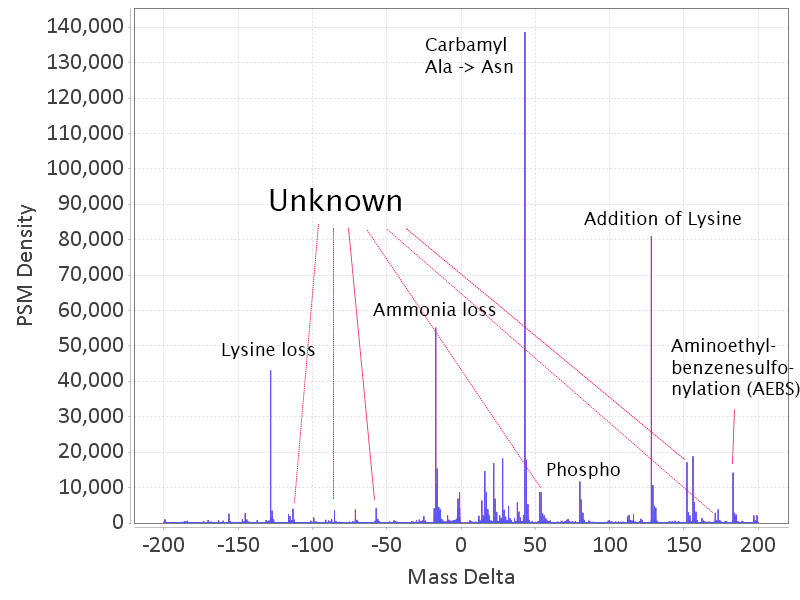 140,000
130,000
120,000
110,000
100,000
90,000
80,000
70,000
60,000
50,000
40,000
30,000
20,000
10,000
0
PSM Density
Carbamyl
Ala -> Asn
Unknown
Addition of Lysine
Ammonia loss
Lysine loss
Aminoethyl-
benzenesulfo-
nylation (AEBS)
Phospho
-200 -150 -100 -50 0 50 100 150 200
Mass Delta